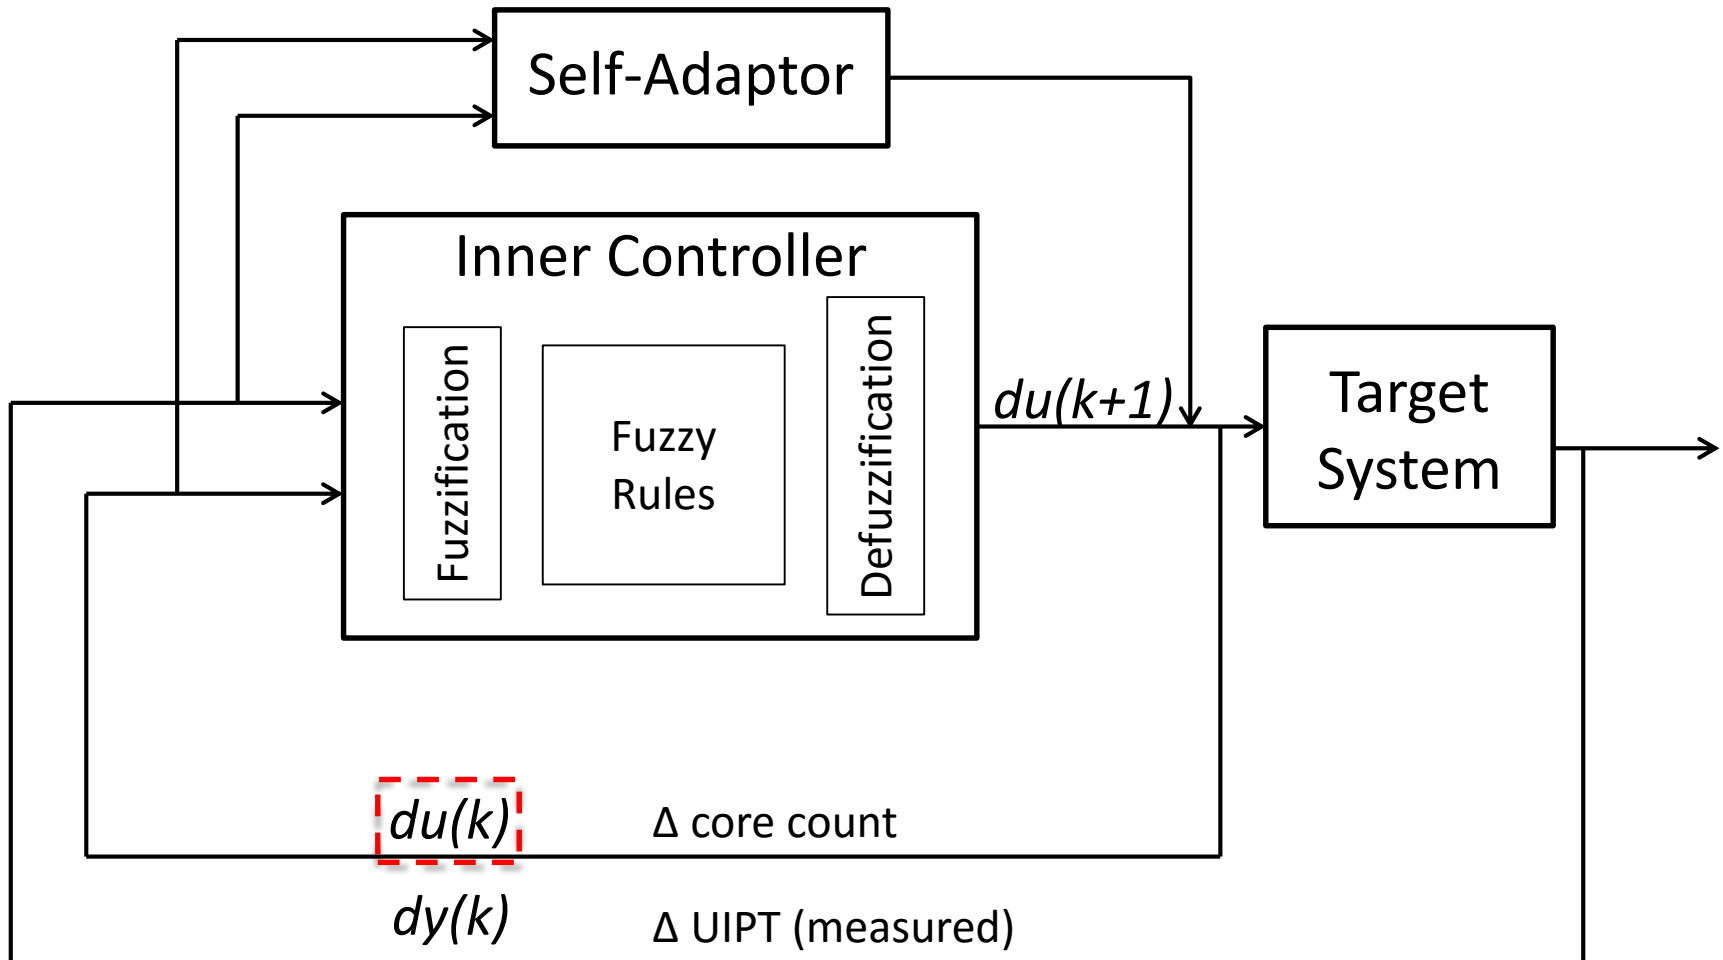 Self-Adaptor
Inner Controller
Fuzzification
Fuzzy
Rules
Defuzzification
du(k+1)
Target
System
du(k)
Δ core count
dy(k)
Δ UIPT (measured)